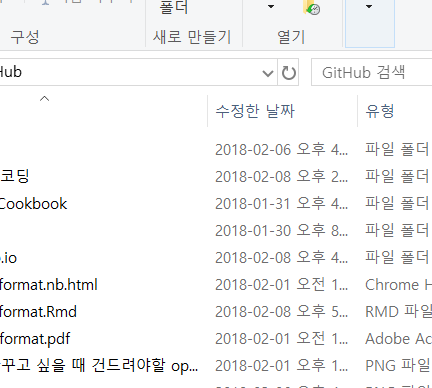 폴더
구성
새로 만들기
열기
Hub
GitHub 검색
수정한 날짜
유형
2018-02-06 오후 4... 파일 폴더
코딩 2018-02-08 오후 2... 파일 폴더
Cookbook 2018-01-31 오후 4... 파일 폴더
2018-01-30 오후 8... 파일 폴더
.io 2018-02-08 오후 4... 파일 폴더
format.nb.html 2018-02-01 오전 1... Chrome H
format.Rmd 2018-02-08 오후 5... RMD 파일
format.pdf 2018-02-01 오전 1... Adobe Ac
꾸고 싶을 때 건드려야할 op... 2018-02-01 오후 1... PNG 파일